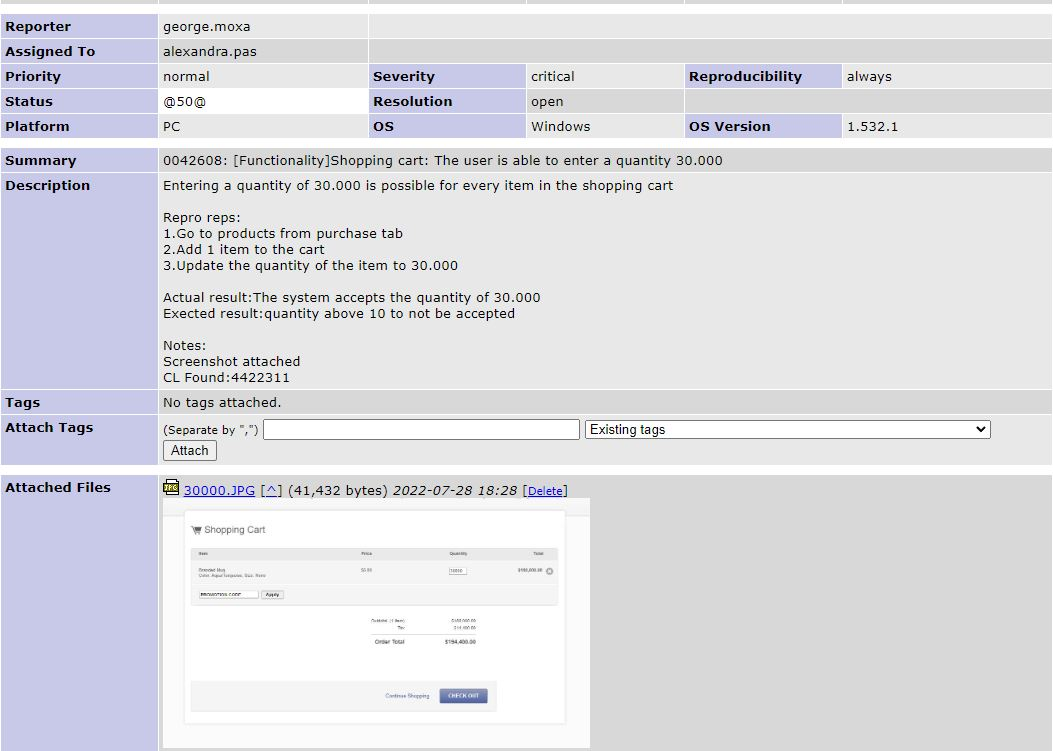 Reporter george.moxa
Assigned To alexandra.pas
Priority normal Severity critical Reproducibility always
Status @50@ Resolution open
Platform PC OS Windows OS Version 1.532.1
Summary 0042608: [Functionality]Shopping cart: The user is able to enter a quantity 30.000
Description Entering a quantity of 30.000 is possible for every item in the shopping cart
Repro reps:
1.Go to products from purchase tab
2.Add 1 item to the cart
3.Update the quantity of the item to 30.000
Actual result:The system accepts the quantity of 30.000
Exected result:quantity above 10 to not be accepted
Notes:
Screenshot attached
CL Found:4422311
Tags No tags attached.
Attach Tags (Separate by ",") Existing tags
Attach
Attached Files 30000.JPG [^] (41,432 bytes) 2022-07-28 18:28 [Delete]
Shopping Cart
Item Price Quantity Total
Branded Mug 30000
PROMOTION CODE Apply
Subtotal (1 item)
Tax
Order Total $194,400.00
Continue Shopping CHECK OUT